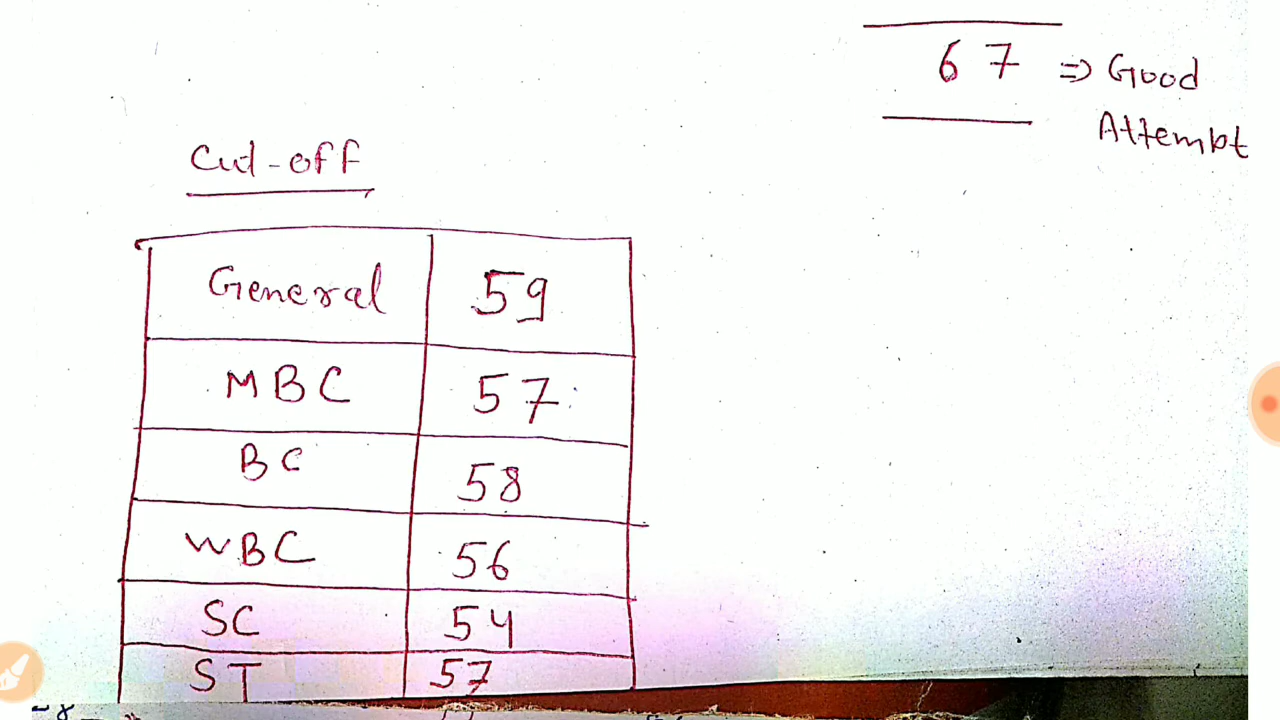 67 => Good
Attempt
Cut-off
General 59
MBC 57
BC 58
WBC 56
SC 54
ST 57